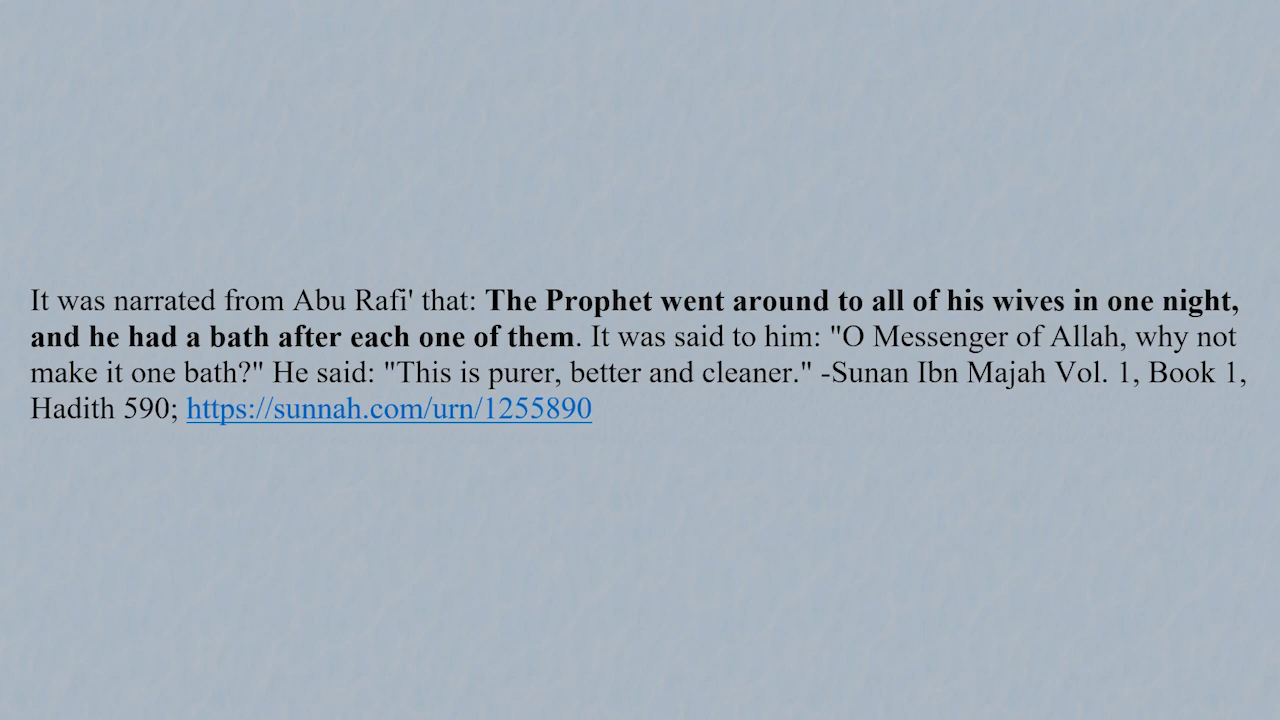 It was narrated from Abu Rafi' that: The Prophet went around to all of his wives in one night,
and he had a bath after each one of them. It was said to him: "O Messenger of Allah, why not
make it one bath?" He said: "This is purer, better and cleaner." -Sunan Ibn Majah Vol. 1, Book 1,
Hadith 590; https://sunnah.com/urn/1255890